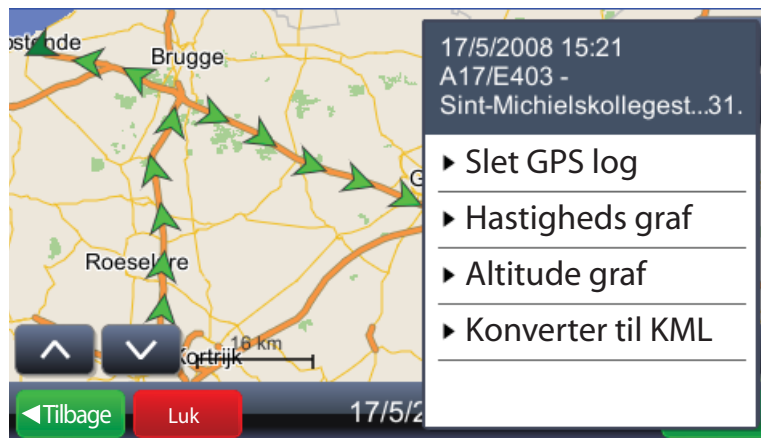 Brugge
Roeselare
16 km
Kortrijk
17/5/2008 15:21
A17/E403 -
Sint-Michielskollegest...31.
Slet GPS log
Hastigheds graf
Altitude graf
Konverter til KML
Tilbage
Luk
17/5/2